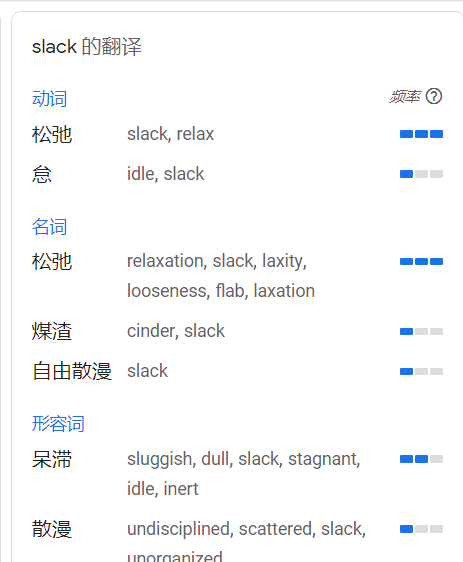 slack 的翻译
动词 频率 ?
松弛 slack, relax
怠 idle, slack
名词
松弛 relaxation, slack, laxity,
looseness, flab, laxation
煤渣 cinder, slack
自由散漫 slack
形容词
呆滞 sluggish, dull, slack, stagnant,
idle, inert
散漫 undisciplined, scattered, slack,
unorganized